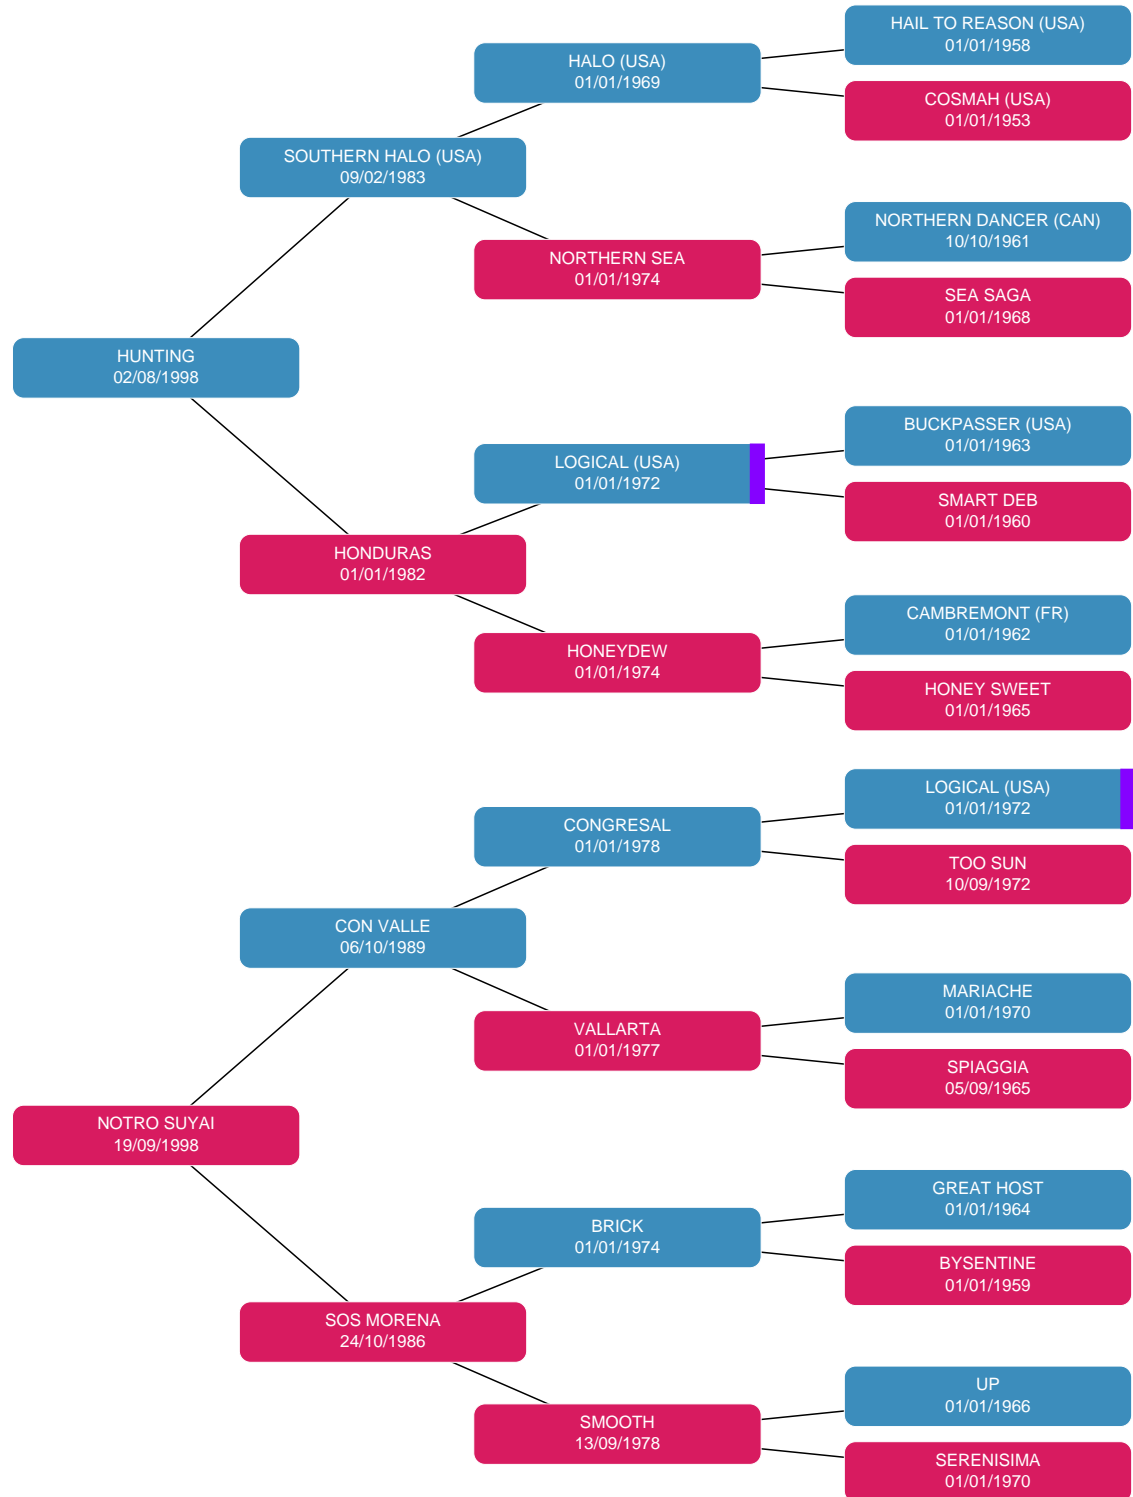 HAIL TO REASON (USA)
01/01/1958
HALO (USA)
01/01/1969
COSMAH (USA)
01/01/1953
SOUTHERN HALO (USA)
09/02/1983
NORTHERN DANCER (CAN)
10/10/1961
NORTHERN SEA
01/01/1974
SEA SAGA
01/01/1968
HUNTING
02/08/1998
BUCKPASSER (USA)
01/01/1963
LOGICAL (USA)
01/01/1972
SMART DEB
01/01/1960
HONDURAS
01/01/1982
CAMBREMONT (FR)
01/01/1962
HONEYDEW
01/01/1974
HONEY SWEET
01/01/1965
LOGICAL (USA)
01/01/1972
CONGRESAL
01/01/1978
TOO SUN
10/09/1972
CON VALLE
06/10/1989
MARIACHE
01/01/1970
VALLARTA
01/01/1977
SPIAGGIA
05/09/1965
NOTRO SUYAI
19/09/1998
GREAT HOST
01/01/1964
BRICK
01/01/1974
BYSENTINE
01/01/1959
SOS MORENA
24/10/1986
UP
01/01/1966
SMOOTH
13/09/1978
SERENISIMA
01/01/1970